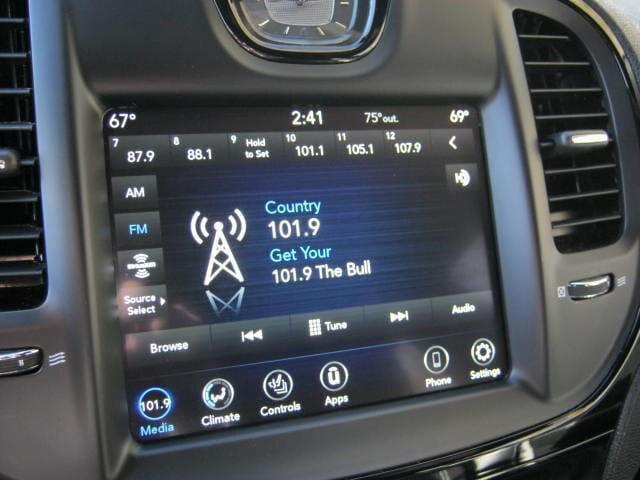 67° 2:41 75° out. 69°
7 8 9 10 11 12
87.9 88.1 Hold to Set 101.1 105.1 107.9
AM
FM
Source
Select
Country
101.9
Get Your
101.9 The Bull
Browse Tune Audio
101.9
Media Climate Controls Apps Phone Settings